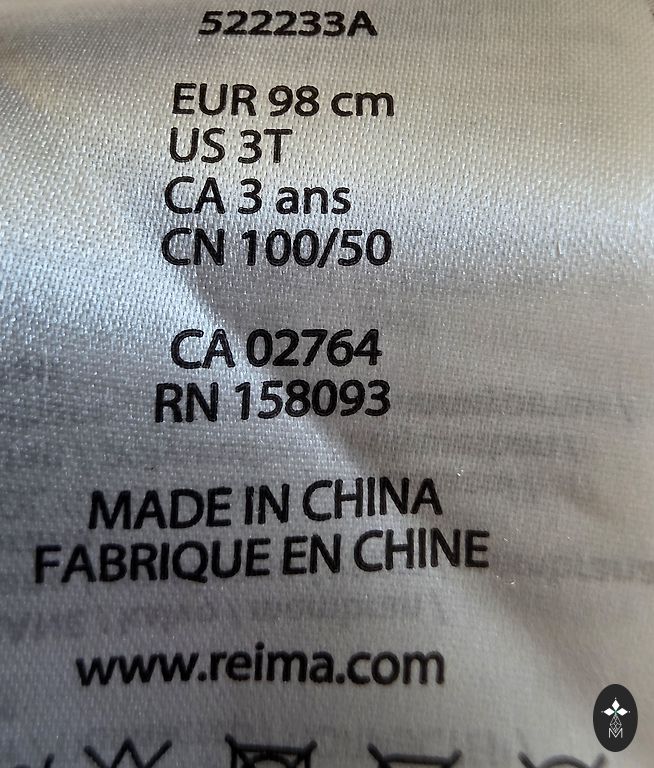 522233A
EUR 98 cm
US 3T
CA 3 ans
CN 100/50
CA 02764
RN 158093
MADE IN CHINA
FABRIQUE EN CHINE
www.reima.com
M